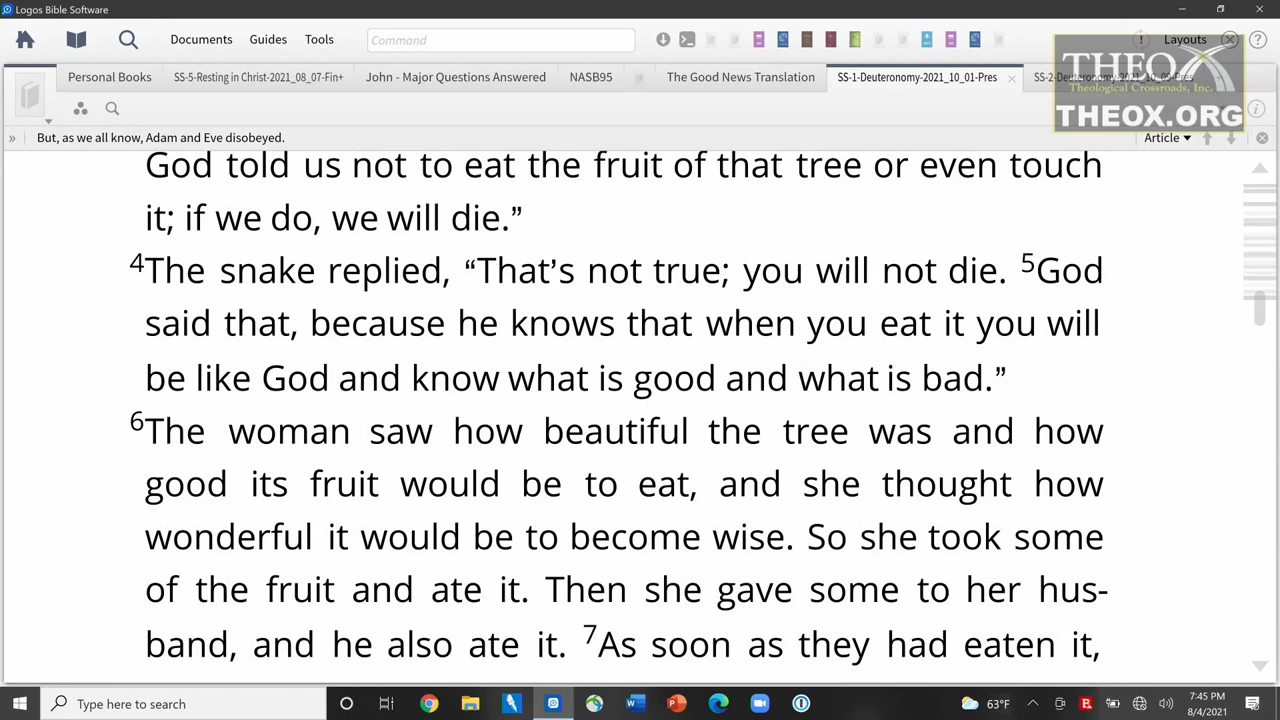 Logos Bible Software
Documents Guides Tools Command Layouts
THEOX
Theological Crossroads, Inc.
THEOX.ORG
Personal Books SS-5-Resting in Christ-2021_08_07-Fin+ John - Major Questions Answered NASB95 The Good News Translation SS-1-Deuteronomy-2021_10_01-Pres
But, as we all know, Adam and Eve disobeyed. Article
God told us not to eat the fruit of that tree or even touch
it; if we do, we will die.”
4The snake replied, “That’s not true; you will not die. 5God
said that, because he knows that when you eat it you will
be like God and know what is good and what is bad.”
6The woman saw how beautiful the tree was and how
good its fruit would be to eat, and she thought how
wonderful it would be to become wise. So she took some
of the fruit and ate it. Then she gave some to her hus-
band, and he also ate it. 7As soon as they had eaten it,
Type here to search 63°F 7:45 PM
8/4/2021